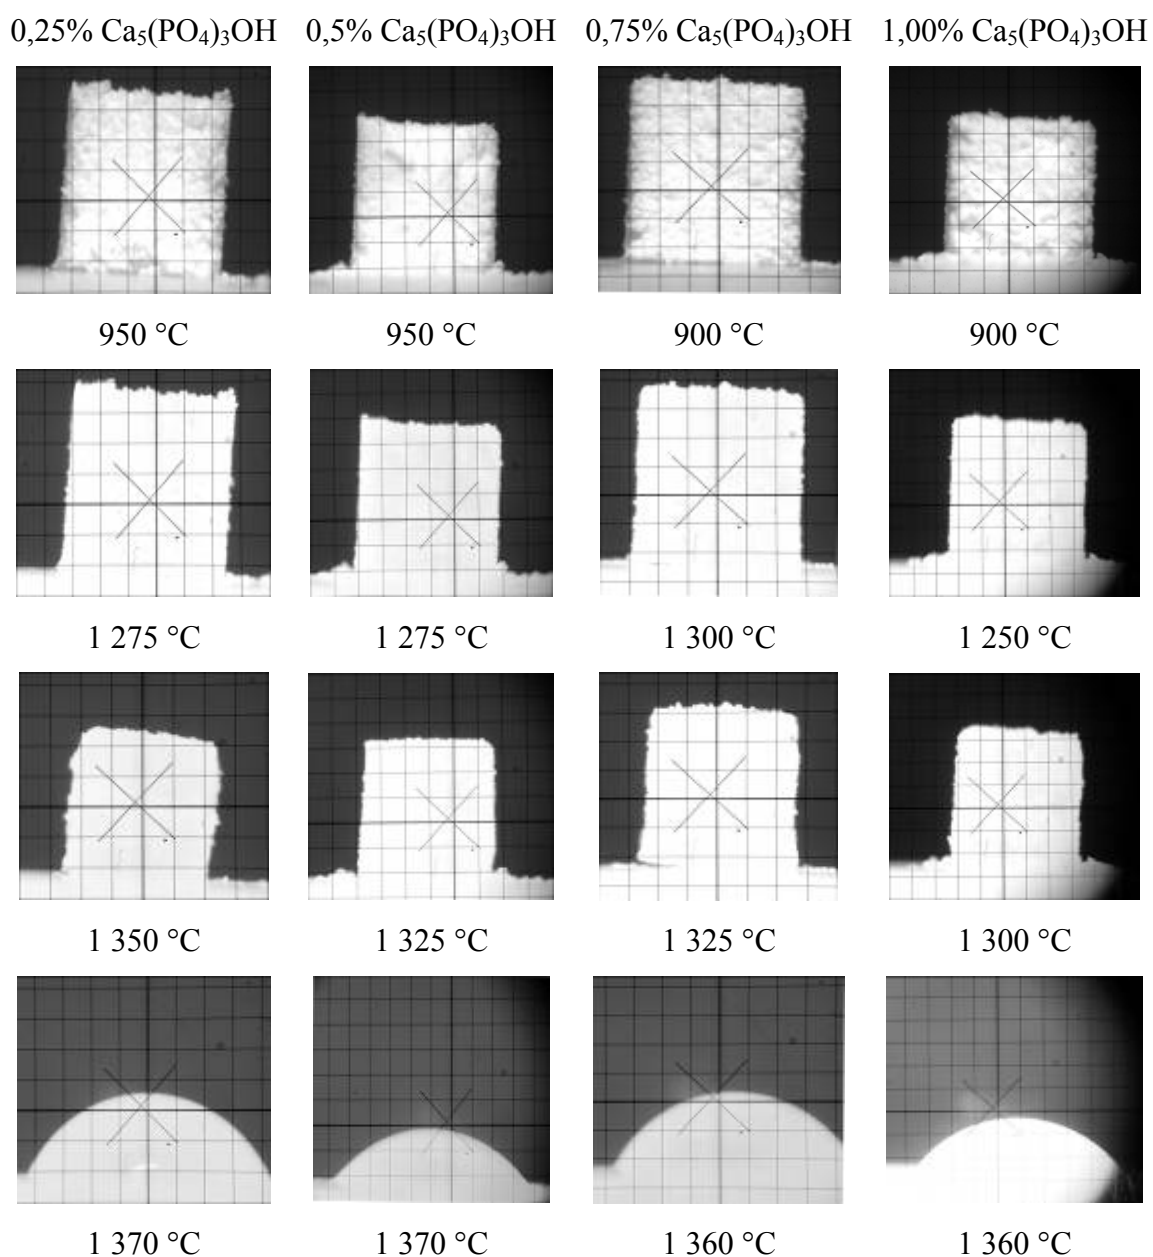 0,25% Ca₅(PO₄)₃OH 0,5% Ca₅(PO₄)₃OH 0,75% Ca₅(PO₄)₃OH 1,00% Ca₅(PO₄)₃OH
950 °C 950 °C 900 °C 900 °C
1 275 °C 1 275 °C 1 300 °C 1 250 °C
1 350 °C 1 325 °C 1 325 °C 1 300 °C
1 370 °C 1 370 °C 1 360 °C 1 360 °C